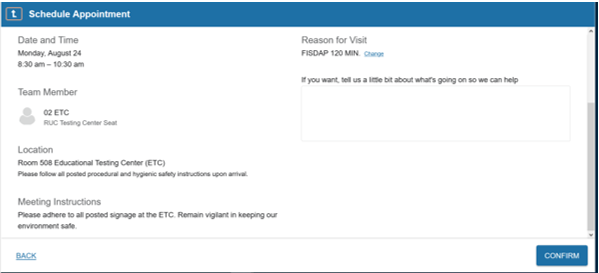 Schedule Appointment
Date and Time
Monday, August 24
8:30 am – 10:30 am
Team Member
02 ETC
RUC Testing Center Seat
Location
Room 508 Educational Testing Center (ETC)
Please follow all posted procedural and hygienic safety instructions upon arrival.
Meeting Instructions
Please adhere to all posted signage at the ETC. Remain vigilant in keeping our
environment safe.
Reason for Visit
FISDAP 120 MIN. Change
If you want, tell us a little bit about what's going on so we can help
BACK
CONFIRM